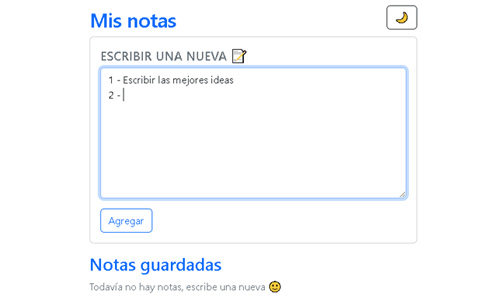 Mis notas
🌙
ESCRIBIR UNA NUEVA 📝
1 - Escribir las mejores ideas
2 -
Agregar
Notas guardadas
Todavía no hay notas, escribe una nueva 🙂